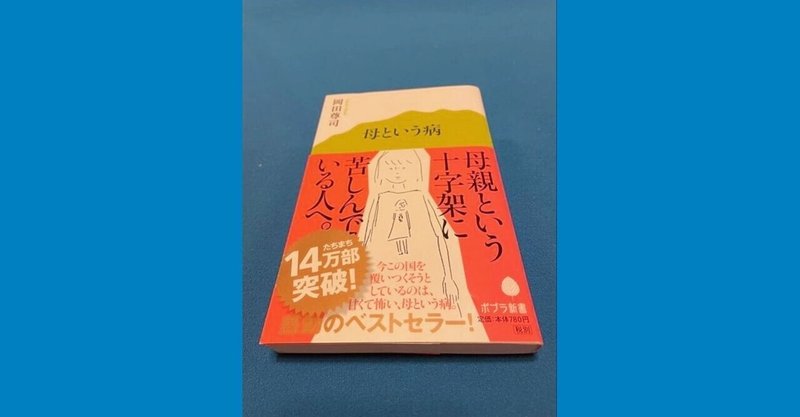 岡田尊司
母という病
母親という
十字架に
苦しんで
いる人へ。
たちまち
14万部
突破！
今この国を
覆いつくそうと
しているのは、
甘くて怖い、母という病。
のベストセラー！
ポプラ新書
定価：本体780円
（税別）